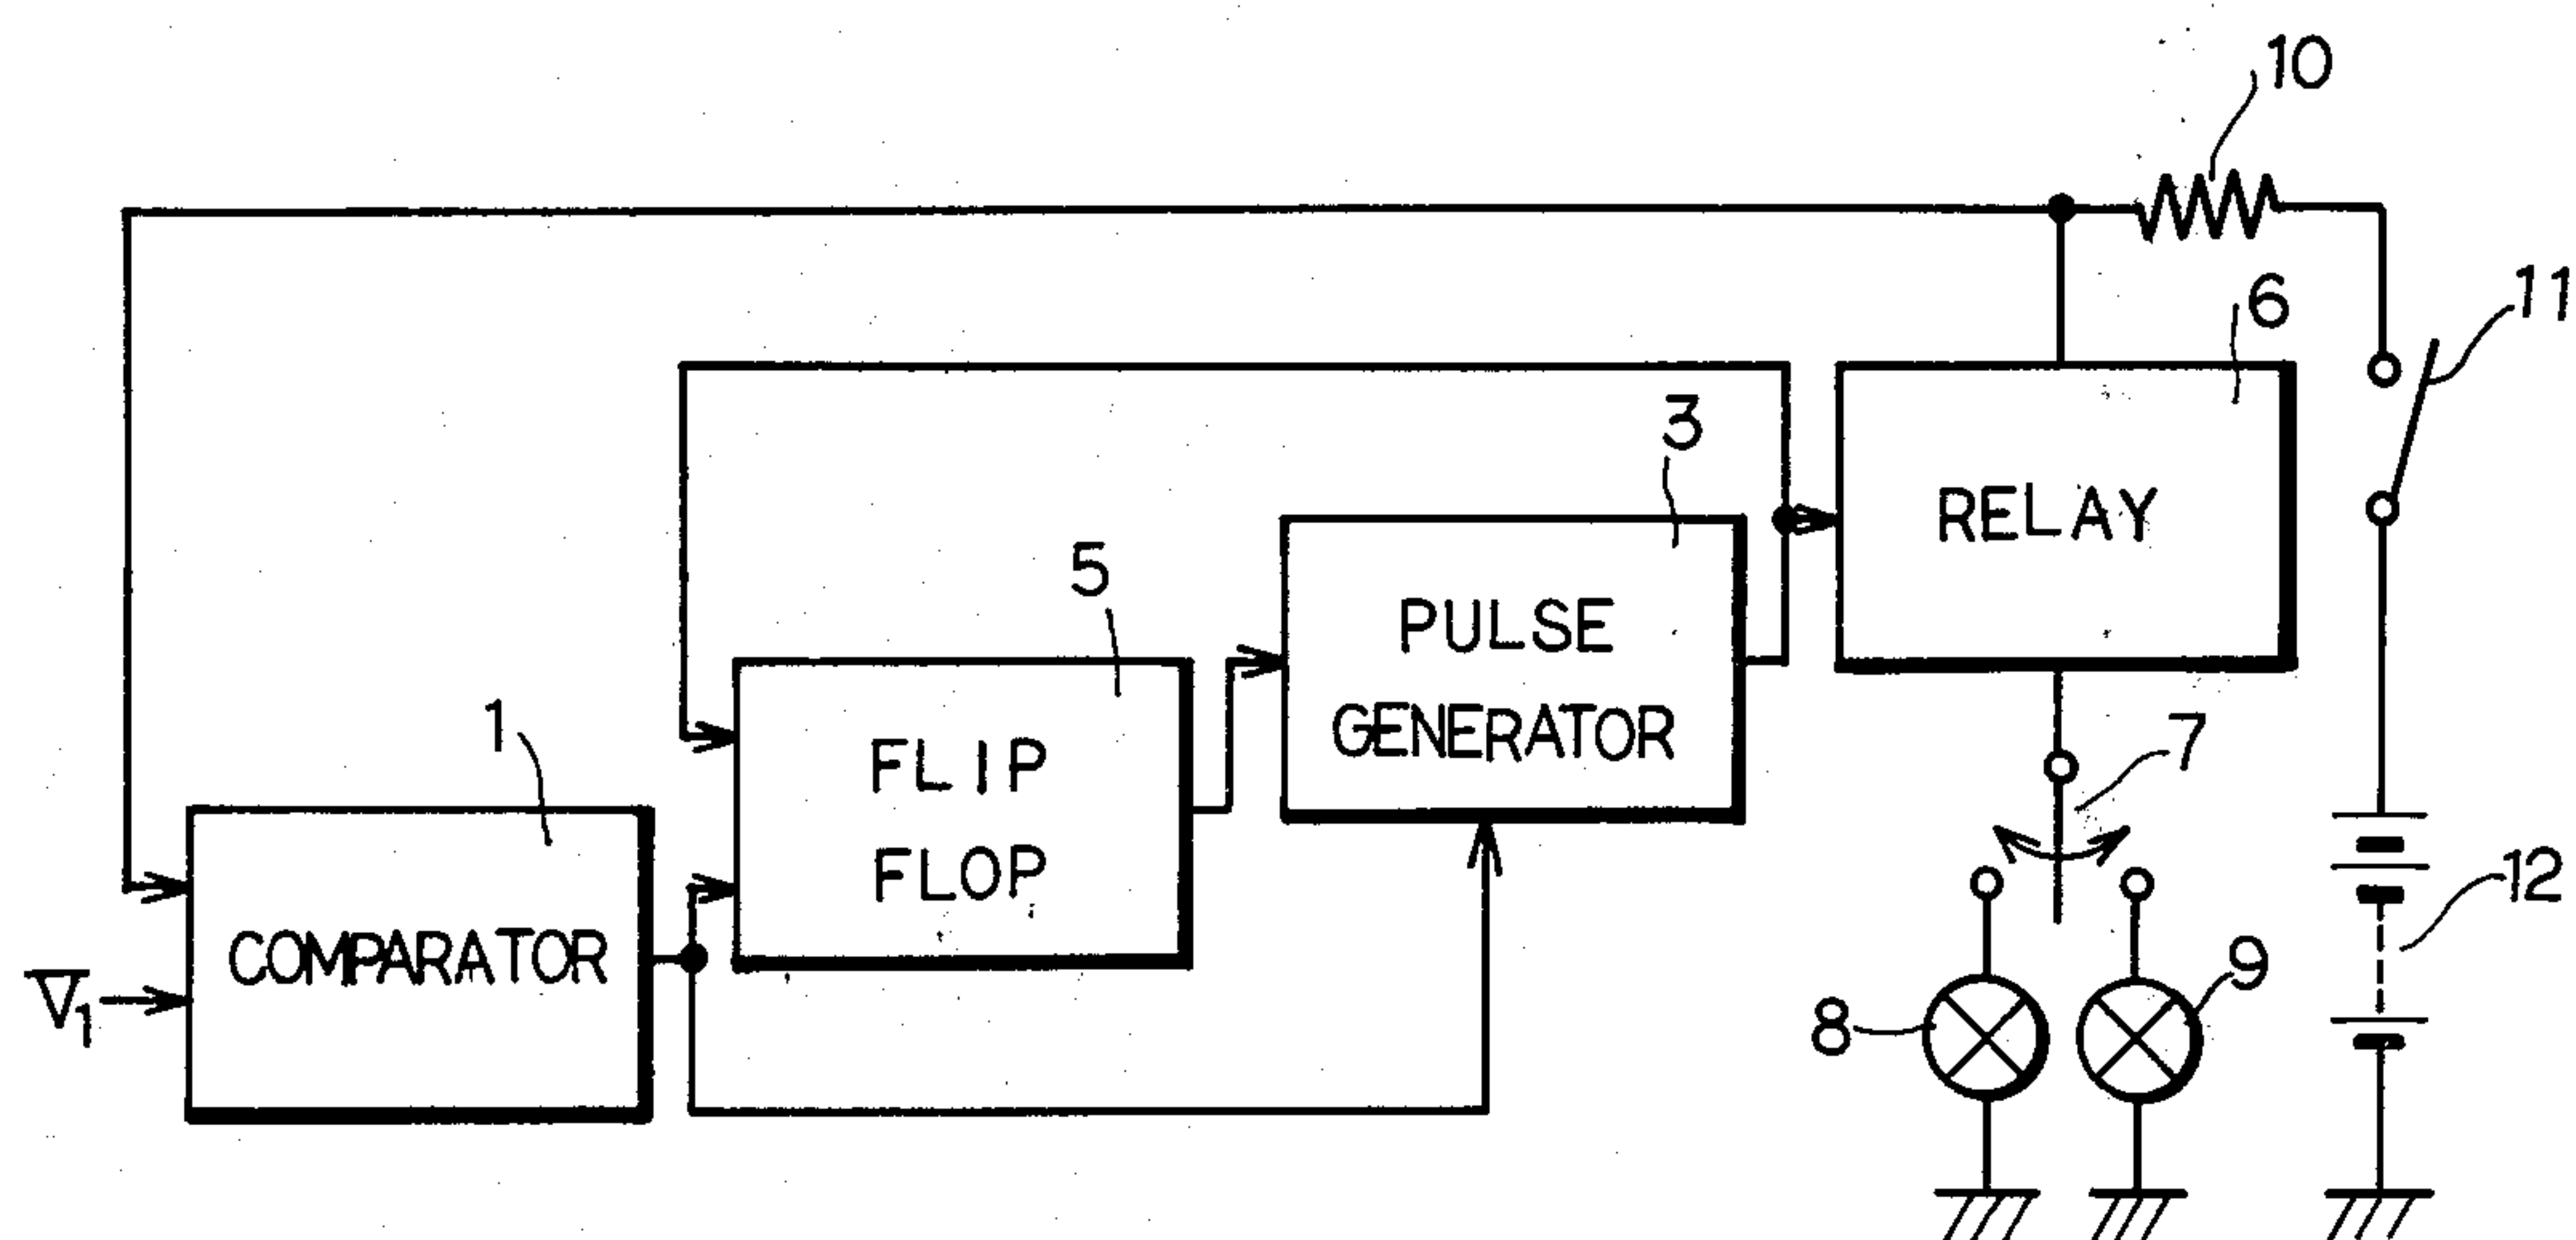 10
6
11
3
RELAY
5
PULSE
GENERATOR
1
FLIP
FLOP
7
COMPARATOR
V1
8
9
12